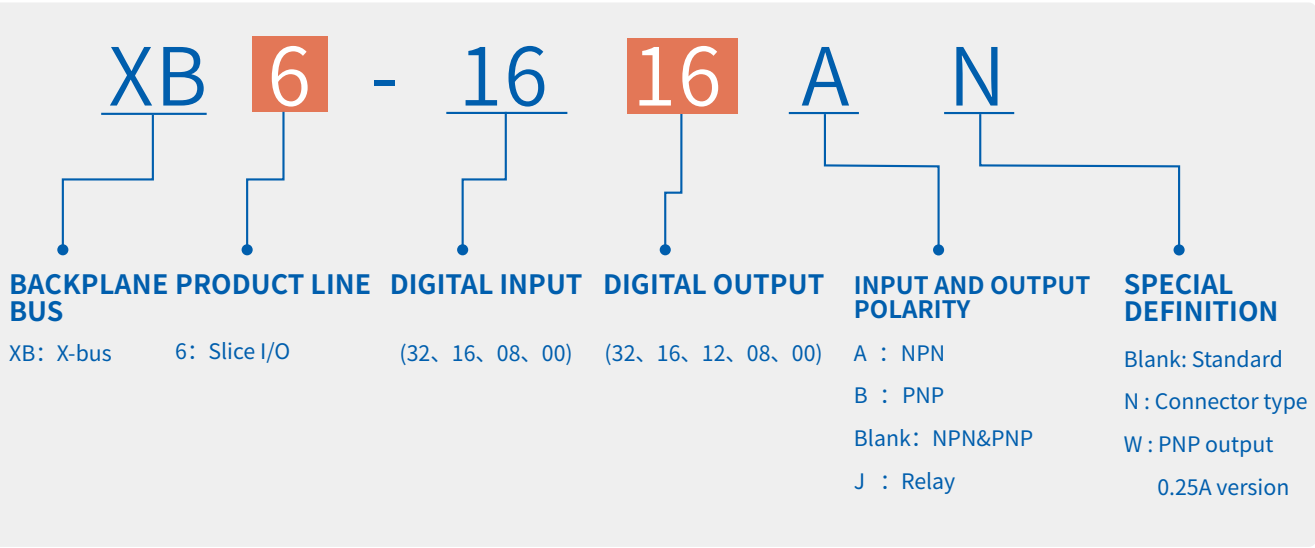 XB 6 - 16 16 A N
BACKPLANE
BUS
XB：X-bus
PRODUCT LINE
6：Slice I/O
DIGITAL INPUT
(32、16、08、00)
DIGITAL OUTPUT
(32、16、12、08、00)
INPUT AND OUTPUT
POLARITY
A ：NPN
B ：PNP
Blank：NPN&PNP
J ：Relay
SPECIAL
DEFINITION
Blank: Standard
N : Connector type
W : PNP output
0.25A version